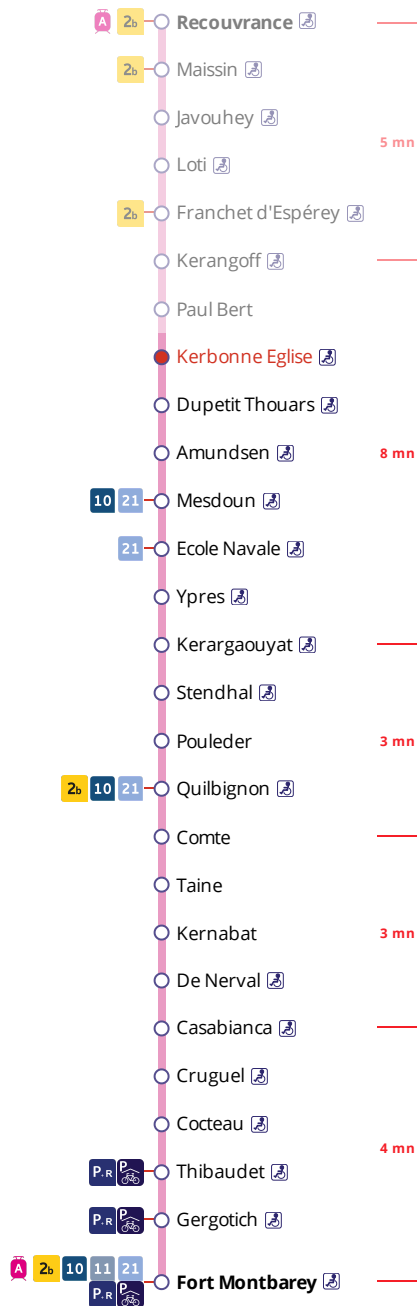 A 2b Recouvrance
2b Maissin
Javouhey
5 mn
Loti
2b Franchet d'Espérey
Kerangoff
Paul Bert
Kerbonne Eglise
Dupetit Thouars
Amundsen 8 mn
10 21 Mesdoun
21 Ecole Navale
Ypres
Kerargaouyat
Stendhal
Pouleder 3 mn
2b 10 21 Quilbignon
Comte
Taine
Kernabat 3 mn
De Nerval
Casabianca
Cruguel
Cocteau
4 mn
P+R P Thibaudet
P+R P Gergotich
A 2b 10 11 21
Fort Montbarey
P+R P